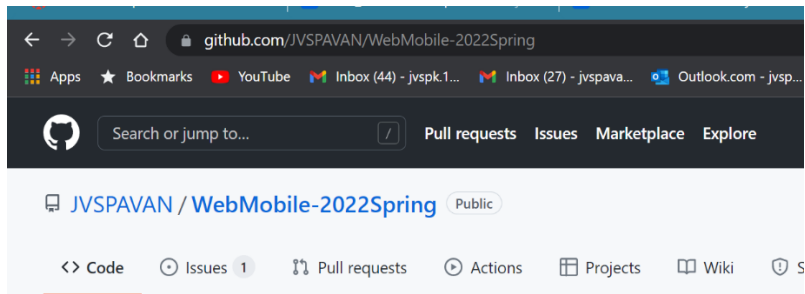 github.com/JVSPAVAN/WebMobile-2022Spring
Apps Bookmarks YouTube Inbox (44) - jvspk.1... Inbox (27) - jvspava... Outlook.com - jvsp...
Search or jump to... / Pull requests Issues Marketplace Explore
JVSPAVAN / WebMobile-2022Spring Public
<> Code Issues 1 Pull requests Actions Projects Wiki S